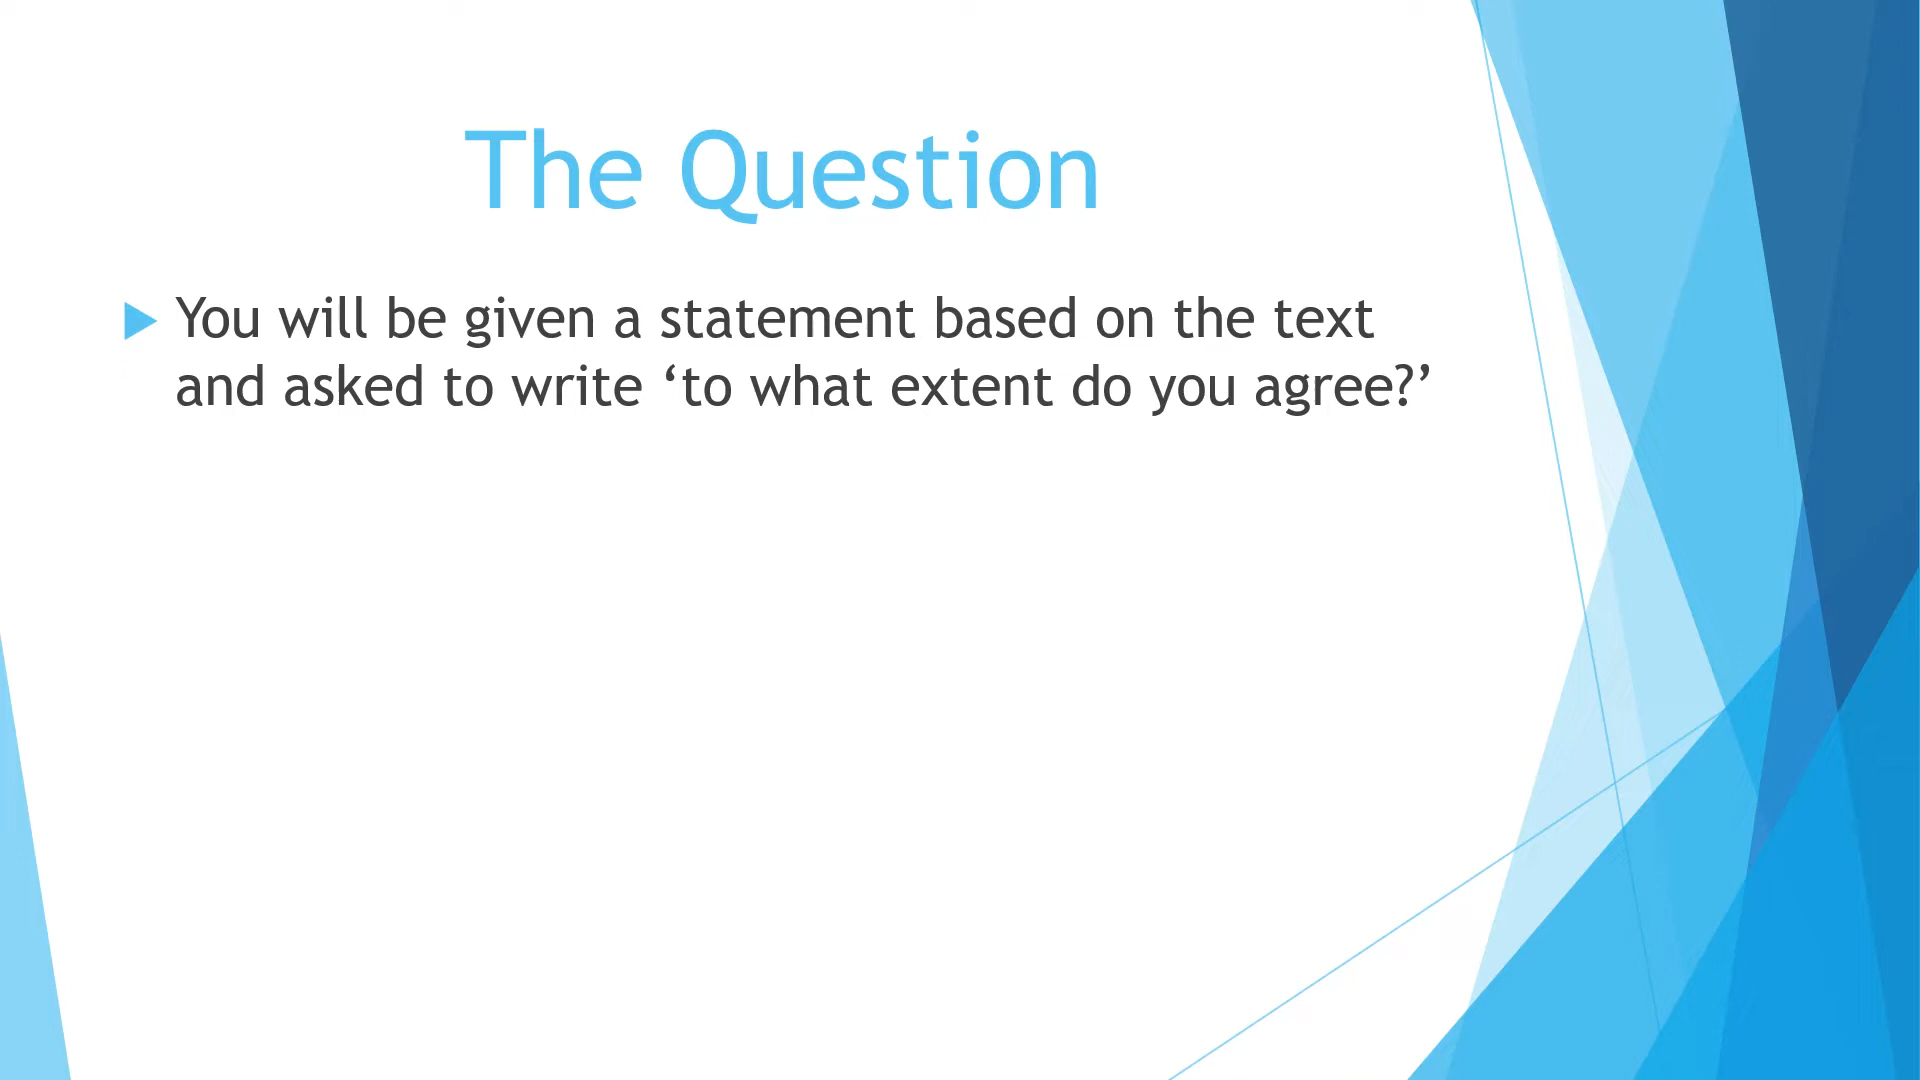 The Question
You will be given a statement based on the text
and asked to write ‘to what extent do you agree?’